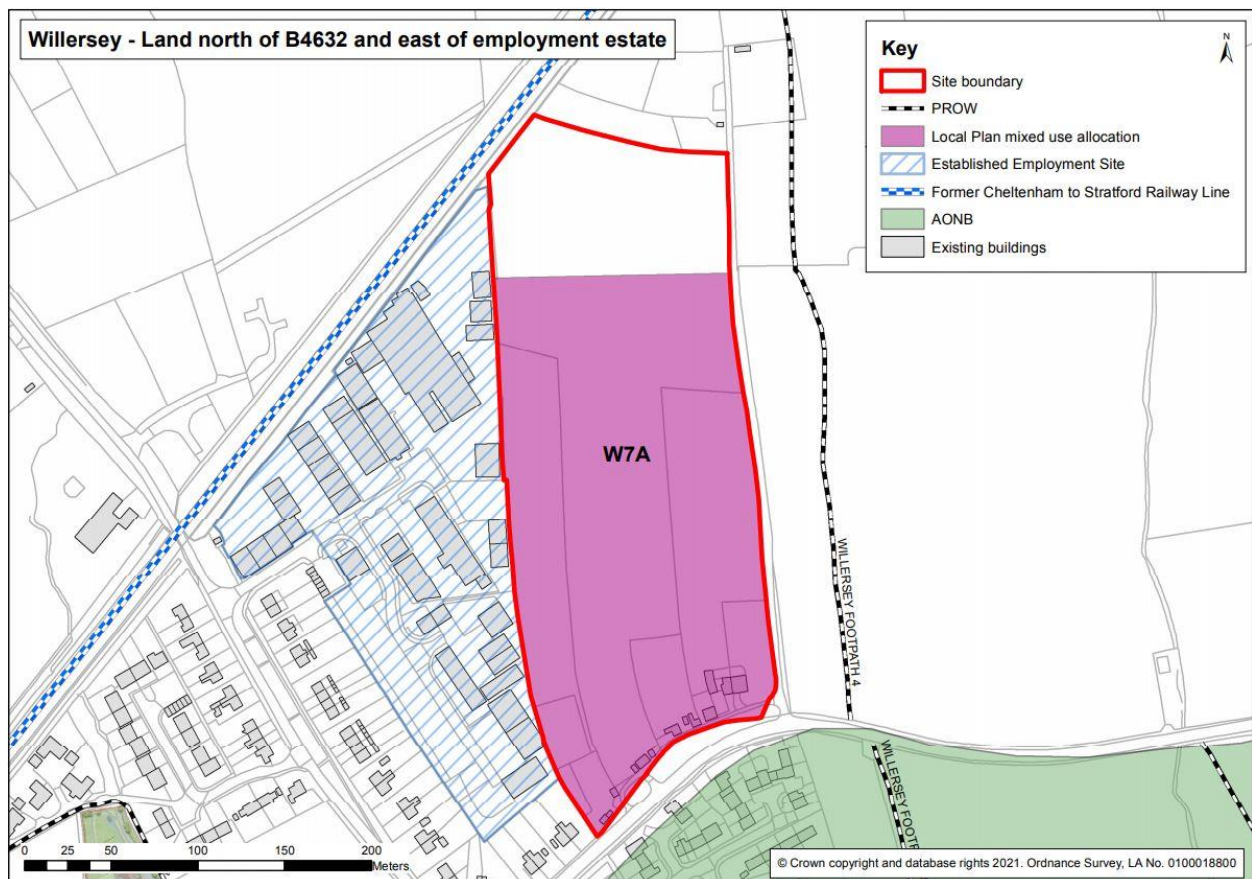 Willersey - Land north of B4632 and east of employment estate
Key
N
Site boundary
PROW
Local Plan mixed use allocation
Established Employment Site
Former Cheltenham to Stratford Railway Line
AONB
Existing buildings
W7A
WILLERSEY FOOTPATH 4
WILLERSEY FOOTP
0 25 50 100 150 200
Meters
© Crown copyright and database rights 2021. Ordnance Survey, LA No. 0100018800